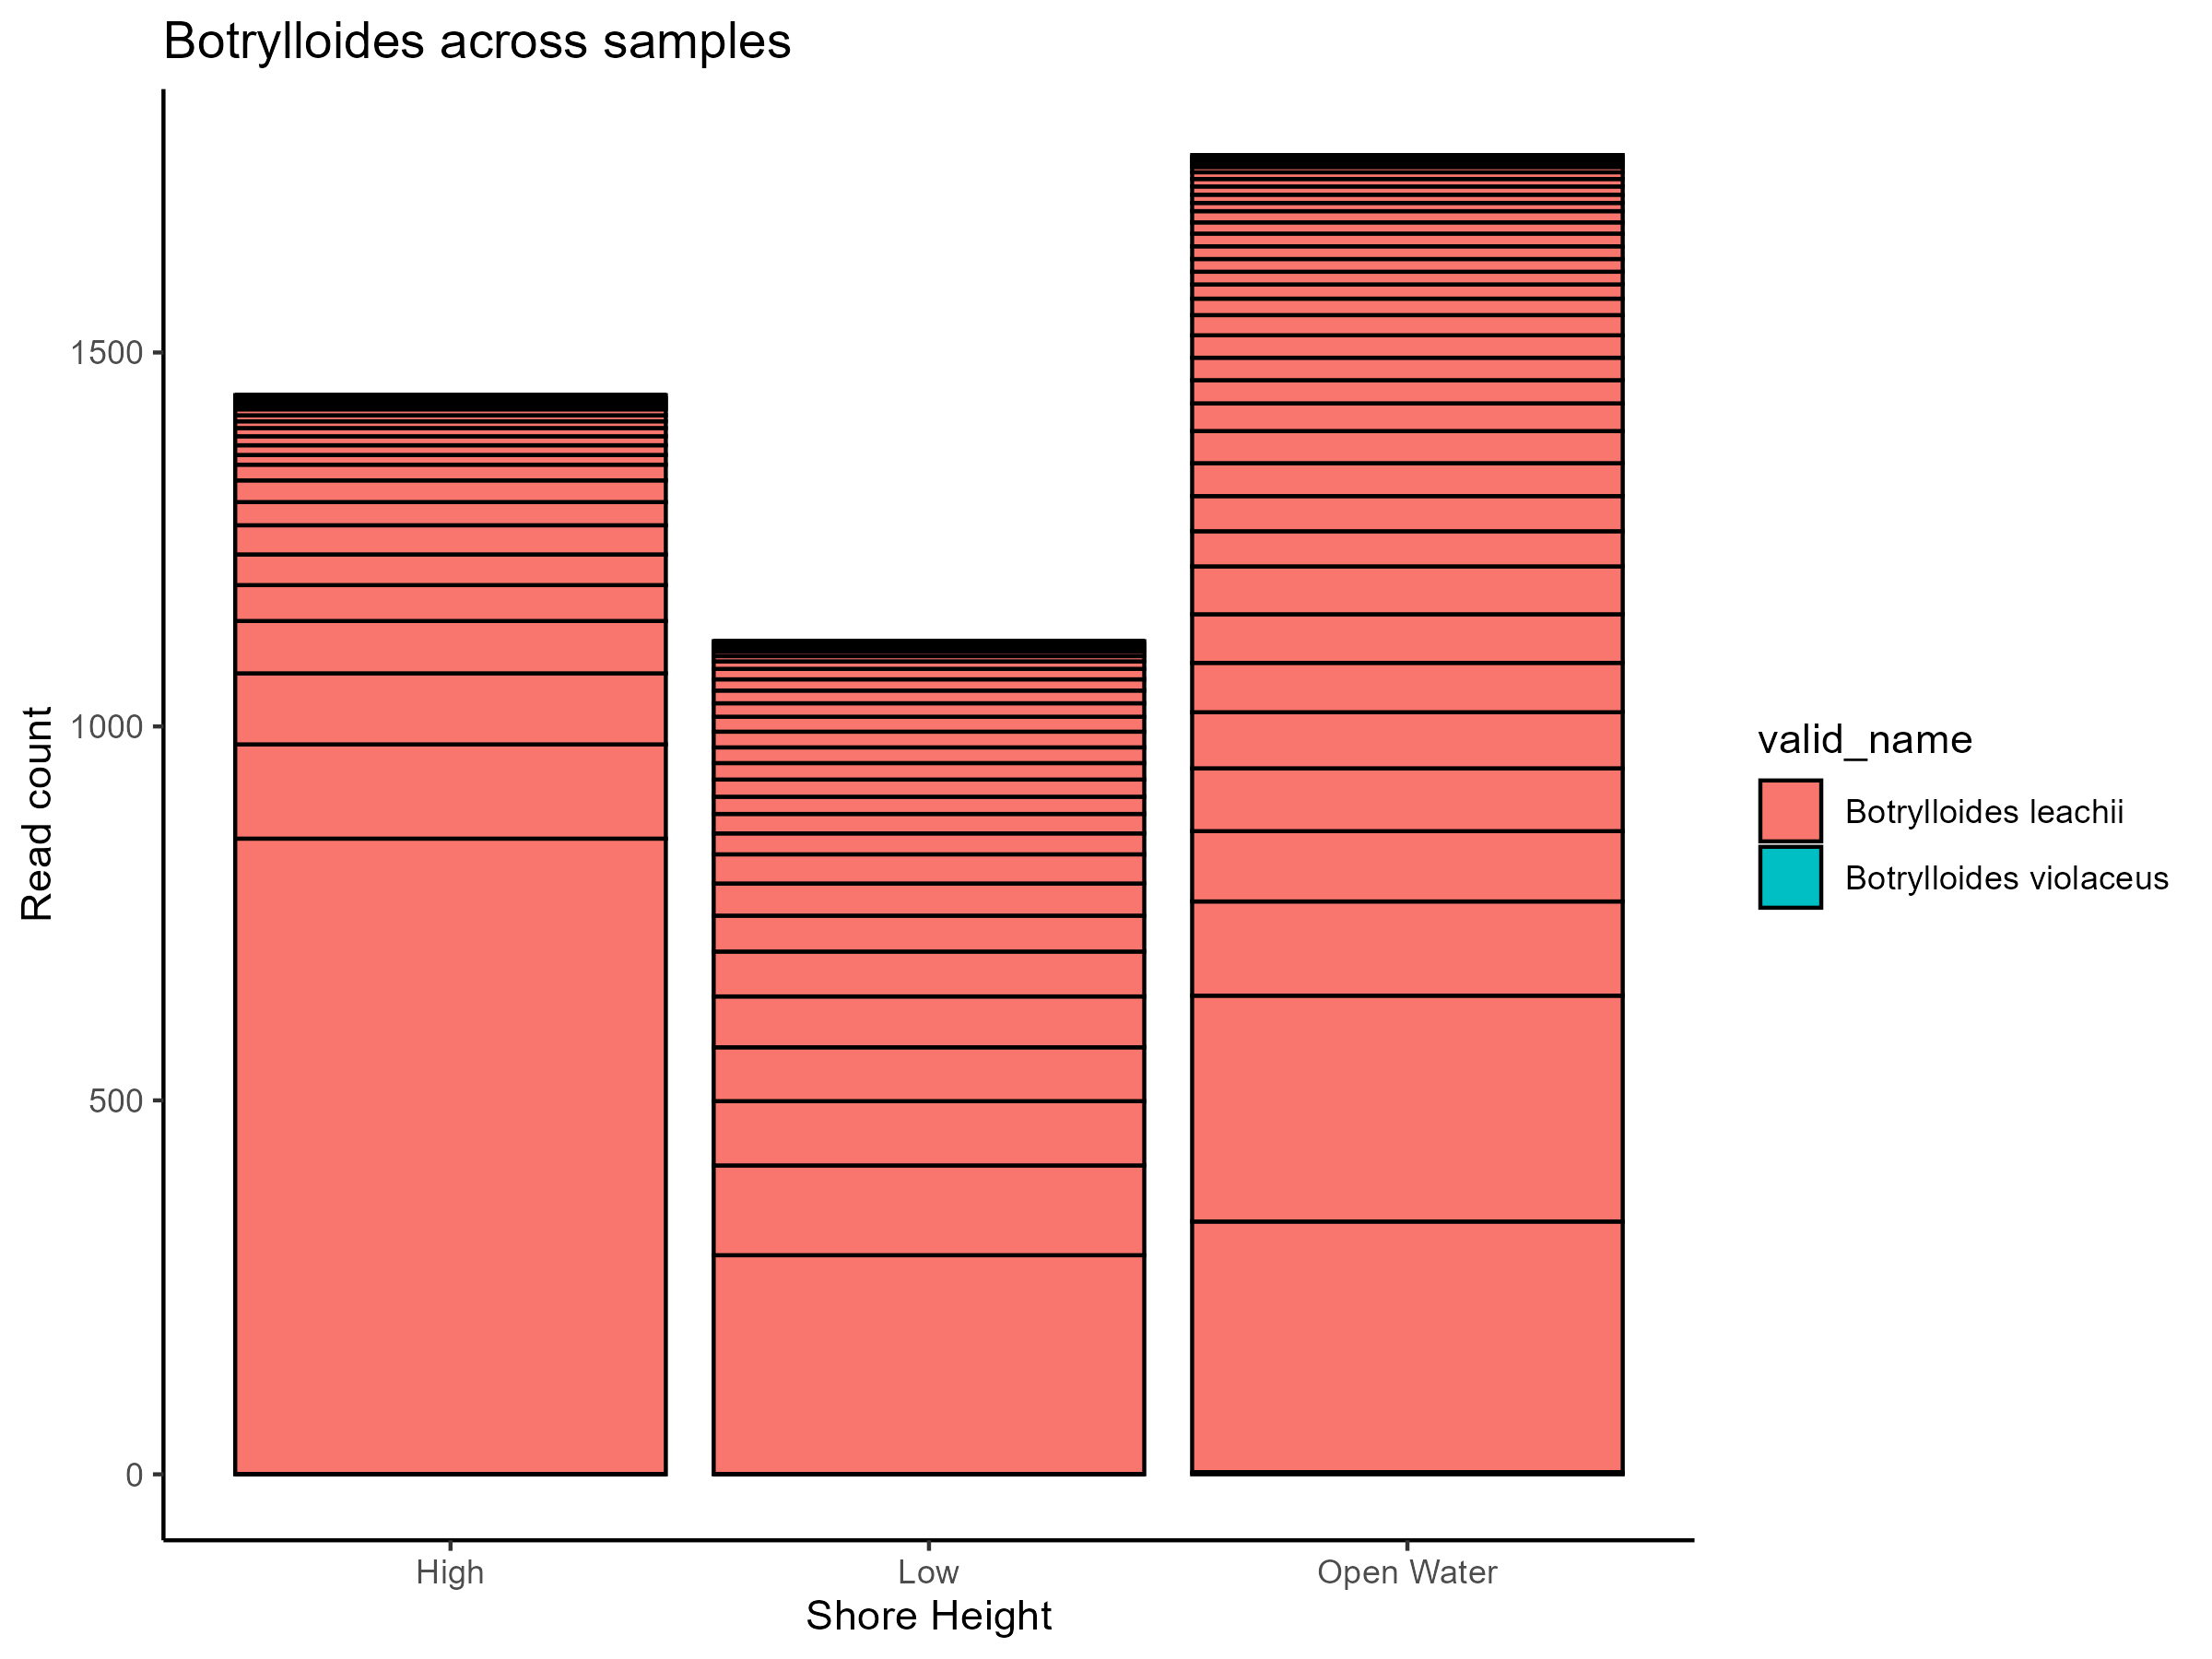 Botrylloides across samples
Read count
1500
1000
500
0
High
Low
Open Water
Shore Height
valid_name
Botrylloides leachii
Botrylloides violaceus